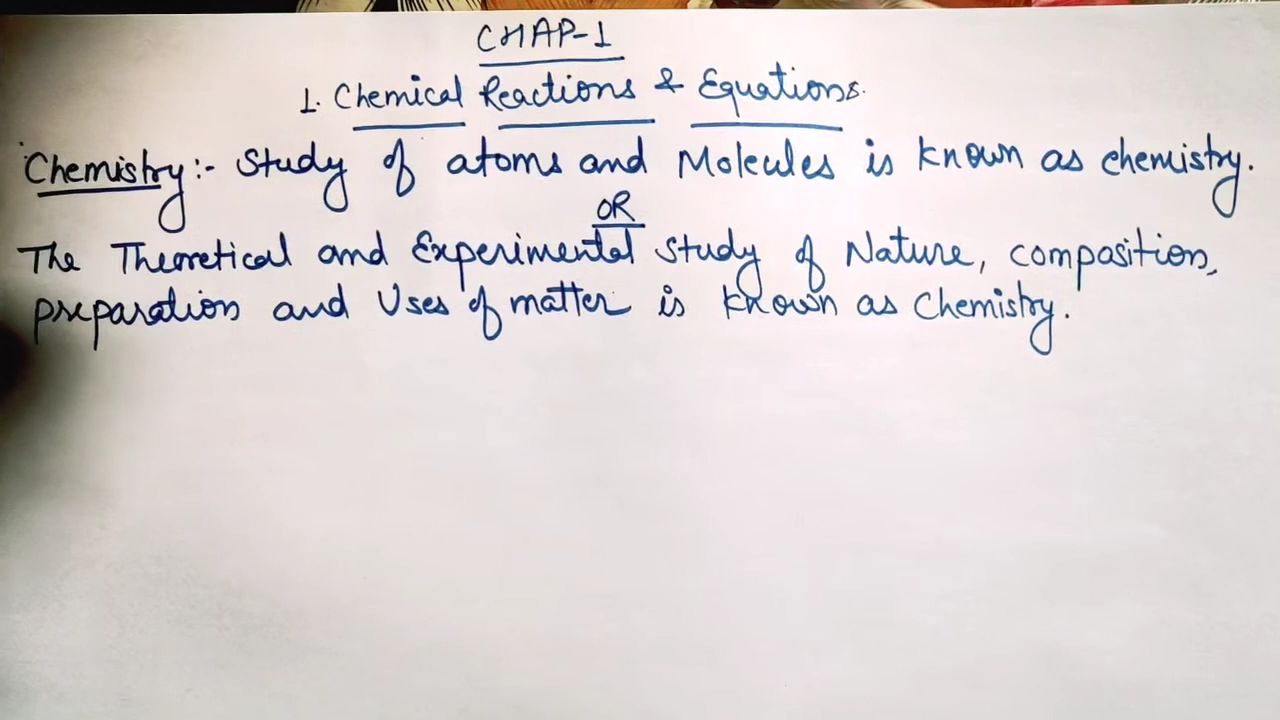 CHAP-1
1. Chemical Reactions & Equations.
Chemistry:- Study of atoms and Molecules is known as chemistry.
OR
The Theoretical and Experimental study of Nature, composition,
preparation and Uses of matter is known as Chemistry.